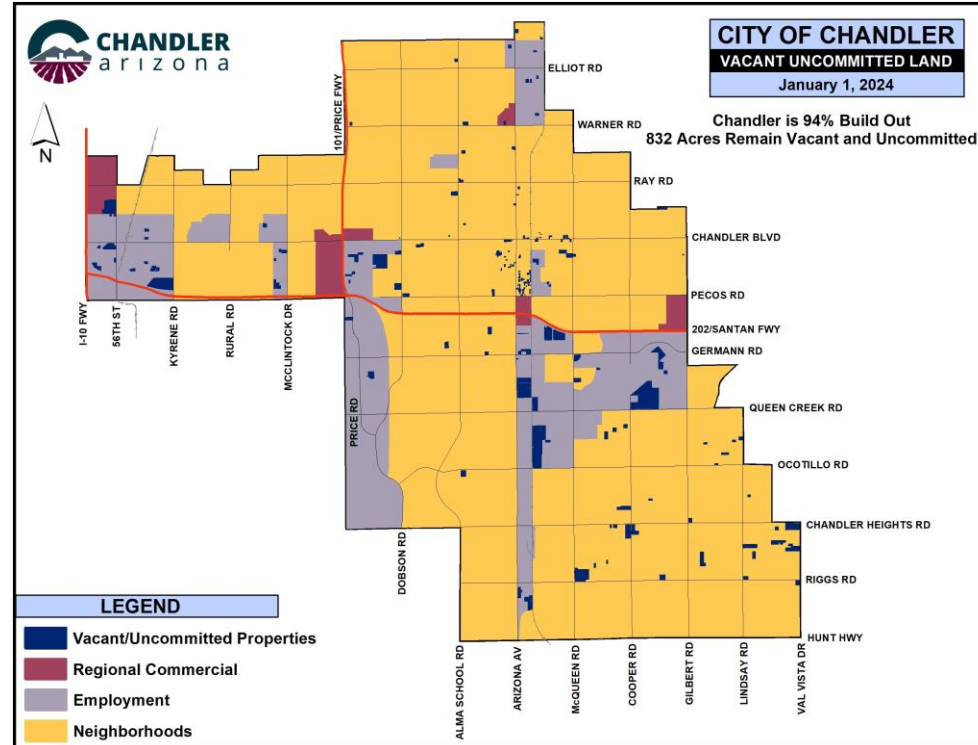 CHANDLER
arizona
N
CITY OF CHANDLER
VACANT UNCOMMITTED LAND
January 1, 2024
Chandler is 94% Build Out
832 Acres Remain Vacant and Uncommitted
101/PRICE FWY
ELLIOT RD
WARNER RD
RAY RD
CHANDLER BLVD
PECOS RD
202/SANTAN FWY
GERMANN RD
QUEEN CREEK RD
OCOTILLO RD
CHANDLER HEIGHTS RD
RIGGS RD
HUNT HWY
I-10 FWY
56TH ST
KYRENE RD
RURAL RD
MCCLINTOCK DR
PRICE RD
DOBSON RD
ALMA SCHOOL RD
ARIZONA AV
McQUEEN RD
COOPER RD
GILBERT RD
LINDSAY RD
VAL VISTA DR
LEGEND
Vacant/Uncommitted Properties
Regional Commercial
Employment
Neighborhoods